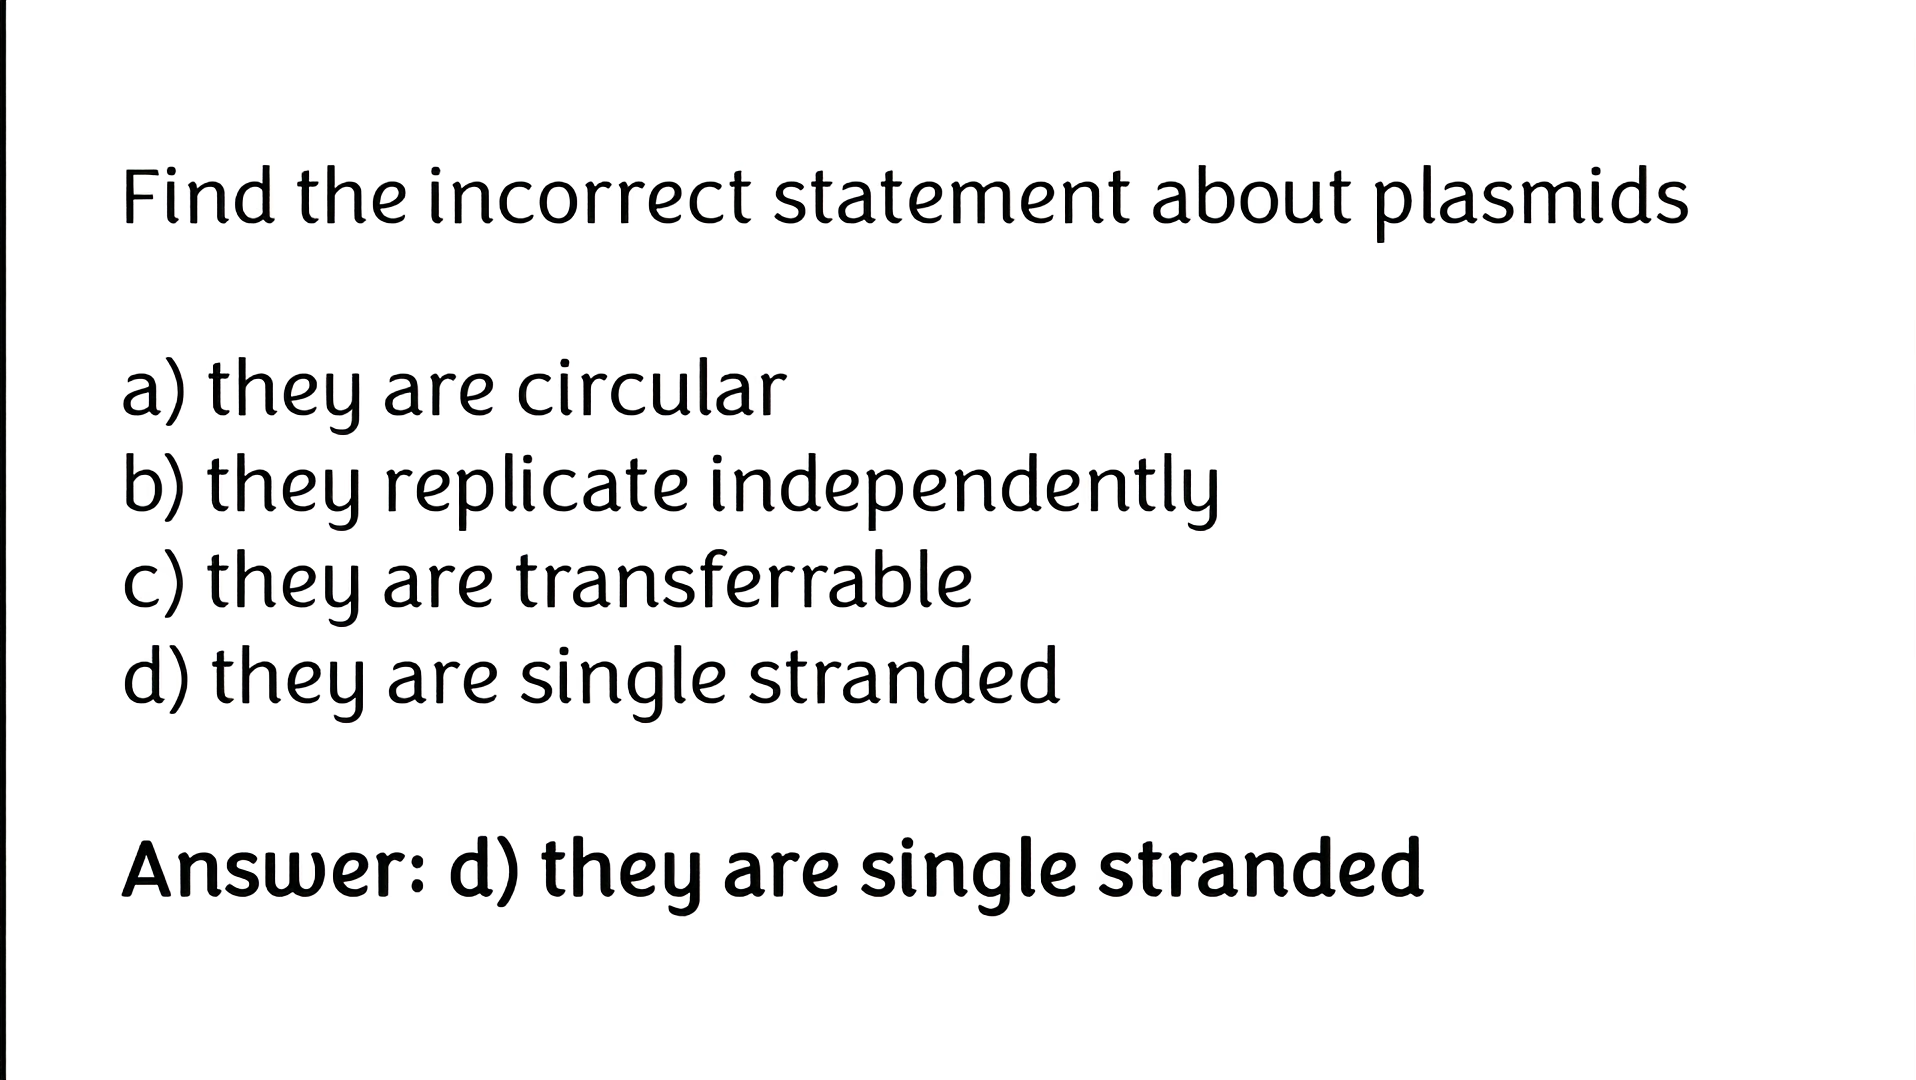 Find the incorrect statement about plasmids
a) they are circular
b) they replicate independently
c) they are transferrable
d) they are single stranded
Answer: d) they are single stranded